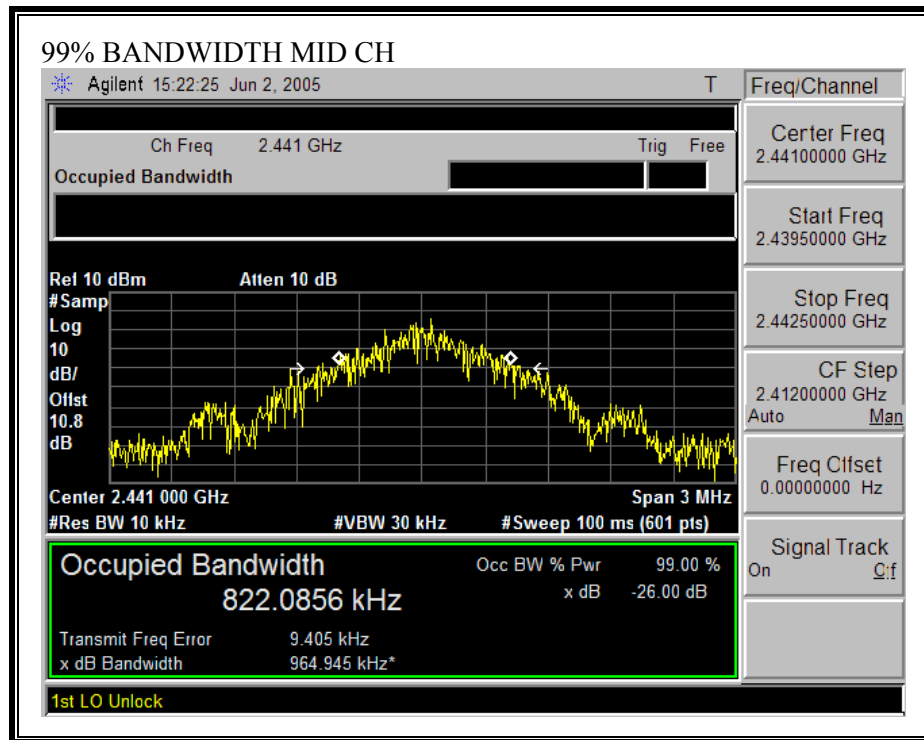 99% BANDWIDTH MID CH
Agilent 15:22:25 Jun 2, 2005 T
Freq/Channel
Ch Freq 2.441 GHz Trig Free
Occupied Bandwidth
Center Freq
2.44100000 GHz
Start Freq
2.43950000 GHz
Stop Freq
2.44250000 GHz
CF Step
2.41200000 GHz
Auto Man
Freq Offset
0.00000000 Hz
Signal Track
On Off
Ref 10 dBm Atten 10 dB
#Samp
Log
10
dB/
Offst
10.8
dB
Center 2.441 000 GHz Span 3 MHz
#Res BW 10 kHz #VBW 30 kHz #Sweep 100 ms (601 pts)
Occupied Bandwidth
822.0856 kHz
Occ BW % Pwr 99.00 %
x dB -26.00 dB
Transmit Freq Error 9.405 kHz
x dB Bandwidth 964.945 kHz*
1st LO Unlock